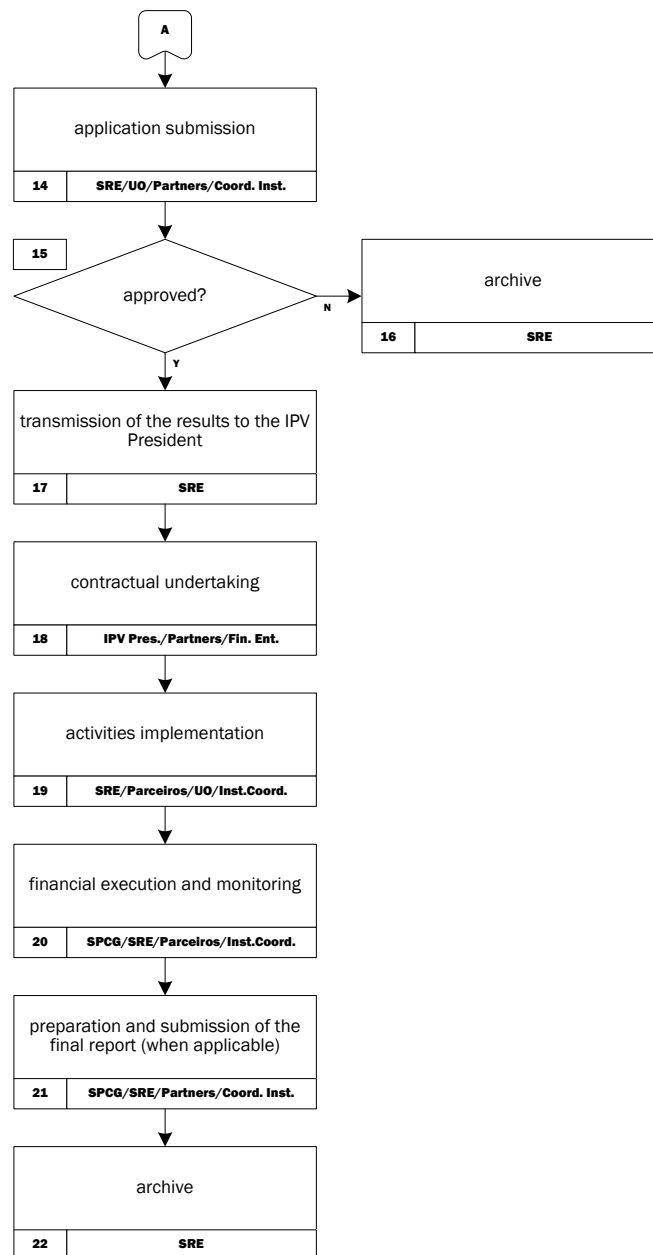 A
application submission
14
SRE/UO/Partners/Coord. Inst.
15
approved?
N
archive
16
SRE
Y
transmission of the results to the IPV
President
17
SRE
contractual undertaking
18
IPV Pres./Partners/Fin. Ent.
activities implementation
19
SRE/Parceiros/UO/Inst.Coord.
financial execution and monitoring
20
SPCG/SRE/Parceiros/Inst.Coord.
preparation and submission of the
final report (when applicable)
21
SPCG/SRE/Partners/Coord. Inst.
archive
22
SRE